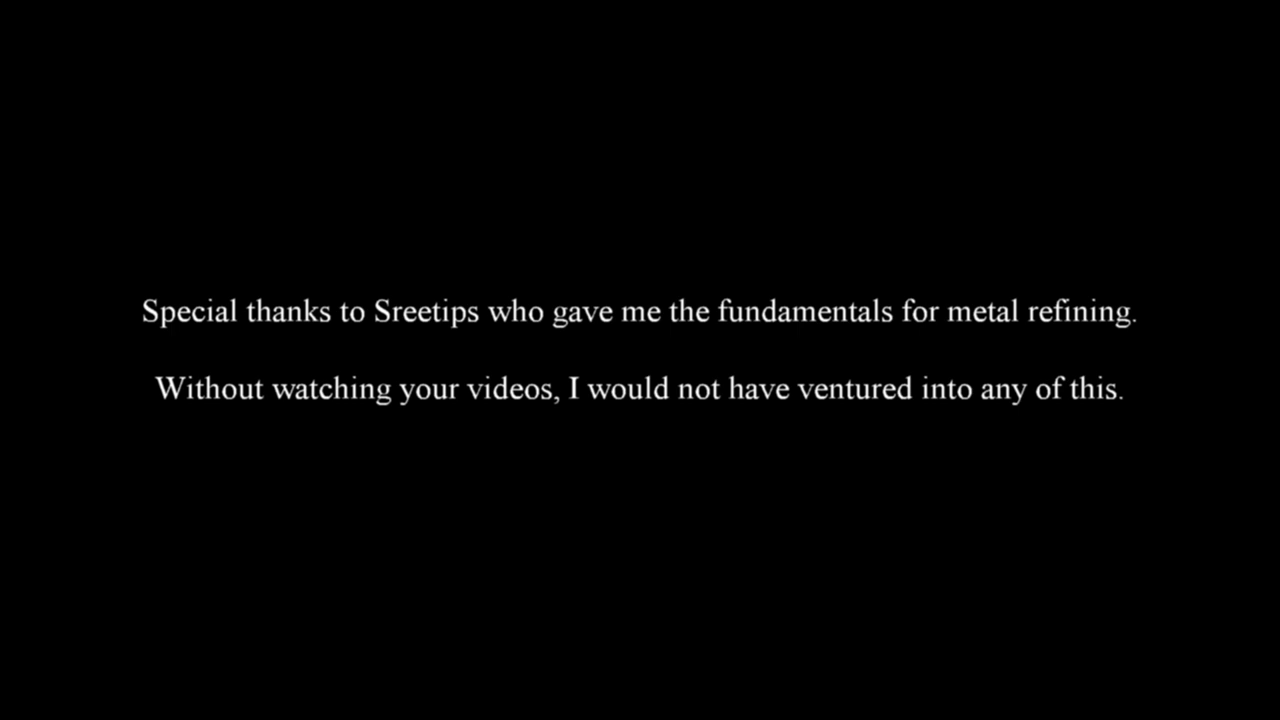 Special thanks to Sreetips who gave me the fundamentals for metal refining.
Without watching your videos, I would not have ventured into any of this.